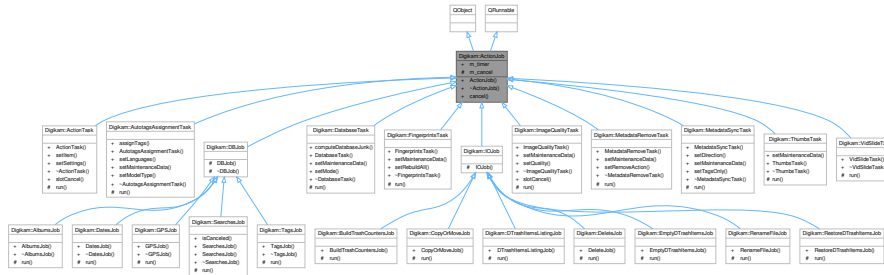 QObject
QRunnable
Digikam::ActionJob
+ m_timer
# m_cancel
+ ActionJob()
+ ~ActionJob()
+ cancel()
Digikam::ActionTask
+ ActionTask()
+ setItem()
+ setSettings()
+ ~ActionTask()
+ slotCancel()
# run()
Digikam::AutotagsAssignmentTask
+ assignTags()
+ AutotagsAssignmentTask()
+ setLanguages()
+ setMaintenanceData()
+ setModelType()
+ ~AutotagsAssignmentTask()
# run()
Digikam::DBJob
# DBJob()
# ~DBJob()
Digikam::DatabaseTask
+ computeDatabaseJunk()
+ DatabaseTask()
+ setMaintenanceData()
+ setMode()
+ ~DatabaseTask()
# run()
Digikam::FingerprintsTask
+ FingerprintsTask()
+ setMaintenanceData()
+ setRebuildAll()
+ ~FingerprintsTask()
# run()
Digikam::IOJob
# IOJob()
Digikam::ImageQualityTask
+ ImageQualityTask()
+ setMaintenanceData()
+ setQuality()
+ ~ImageQualityTask()
+ slotCancel()
# run()
Digikam::MetadataRemoveTask
+ MetadataRemoveTask()
+ setMaintenanceData()
+ setRemoveAction()
+ ~MetadataRemoveTask()
# run()
Digikam::MetadataSyncTask
+ MetadataSyncTask()
+ setDirection()
+ setMaintenanceData()
+ setTagsOnly()
+ ~MetadataSyncTask()
# run()
Digikam::ThumbsTask
+ setMaintenanceData()
+ ThumbsTask()
+ ~ThumbsTask()
# run()
Digikam::VidSlideTask
+ VidSlideTask()
+ ~VidSlideTask()
# run()
Digikam::AlbumsJob
+ AlbumsJob()
+ ~AlbumsJob()
# run()
Digikam::DatesJob
+ DatesJob()
+ ~DatesJob()
# run()
Digikam::GPSJob
+ GPSJob()
+ ~GPSJob()
# run()
Digikam::SearchesJob
+ isCanceled()
+ SearchesJob()
+ SearchesJob()
+ ~SearchesJob()
# run()
Digikam::TagsJob
+ TagsJob()
+ ~TagsJob()
# run()
Digikam::BuildTrashCountersJob
+ BuildTrashCountersJob()
# run()
Digikam::CopyOrMoveJob
+ CopyOrMoveJob()
# run()
Digikam::DTrashItemsListingJob
+ DTrashItemsListingJob()
# run()
Digikam::DeleteJob
+ DeleteJob()
# run()
Digikam::EmptyDTrashItemsJob
+ EmptyDTrashItemsJob()
# run()
Digikam::RenameFileJob
+ RenameFileJob()
# run()
Digikam::RestoreDTrashItemsJob
+ RestoreDTrashItemsJob()
# run()